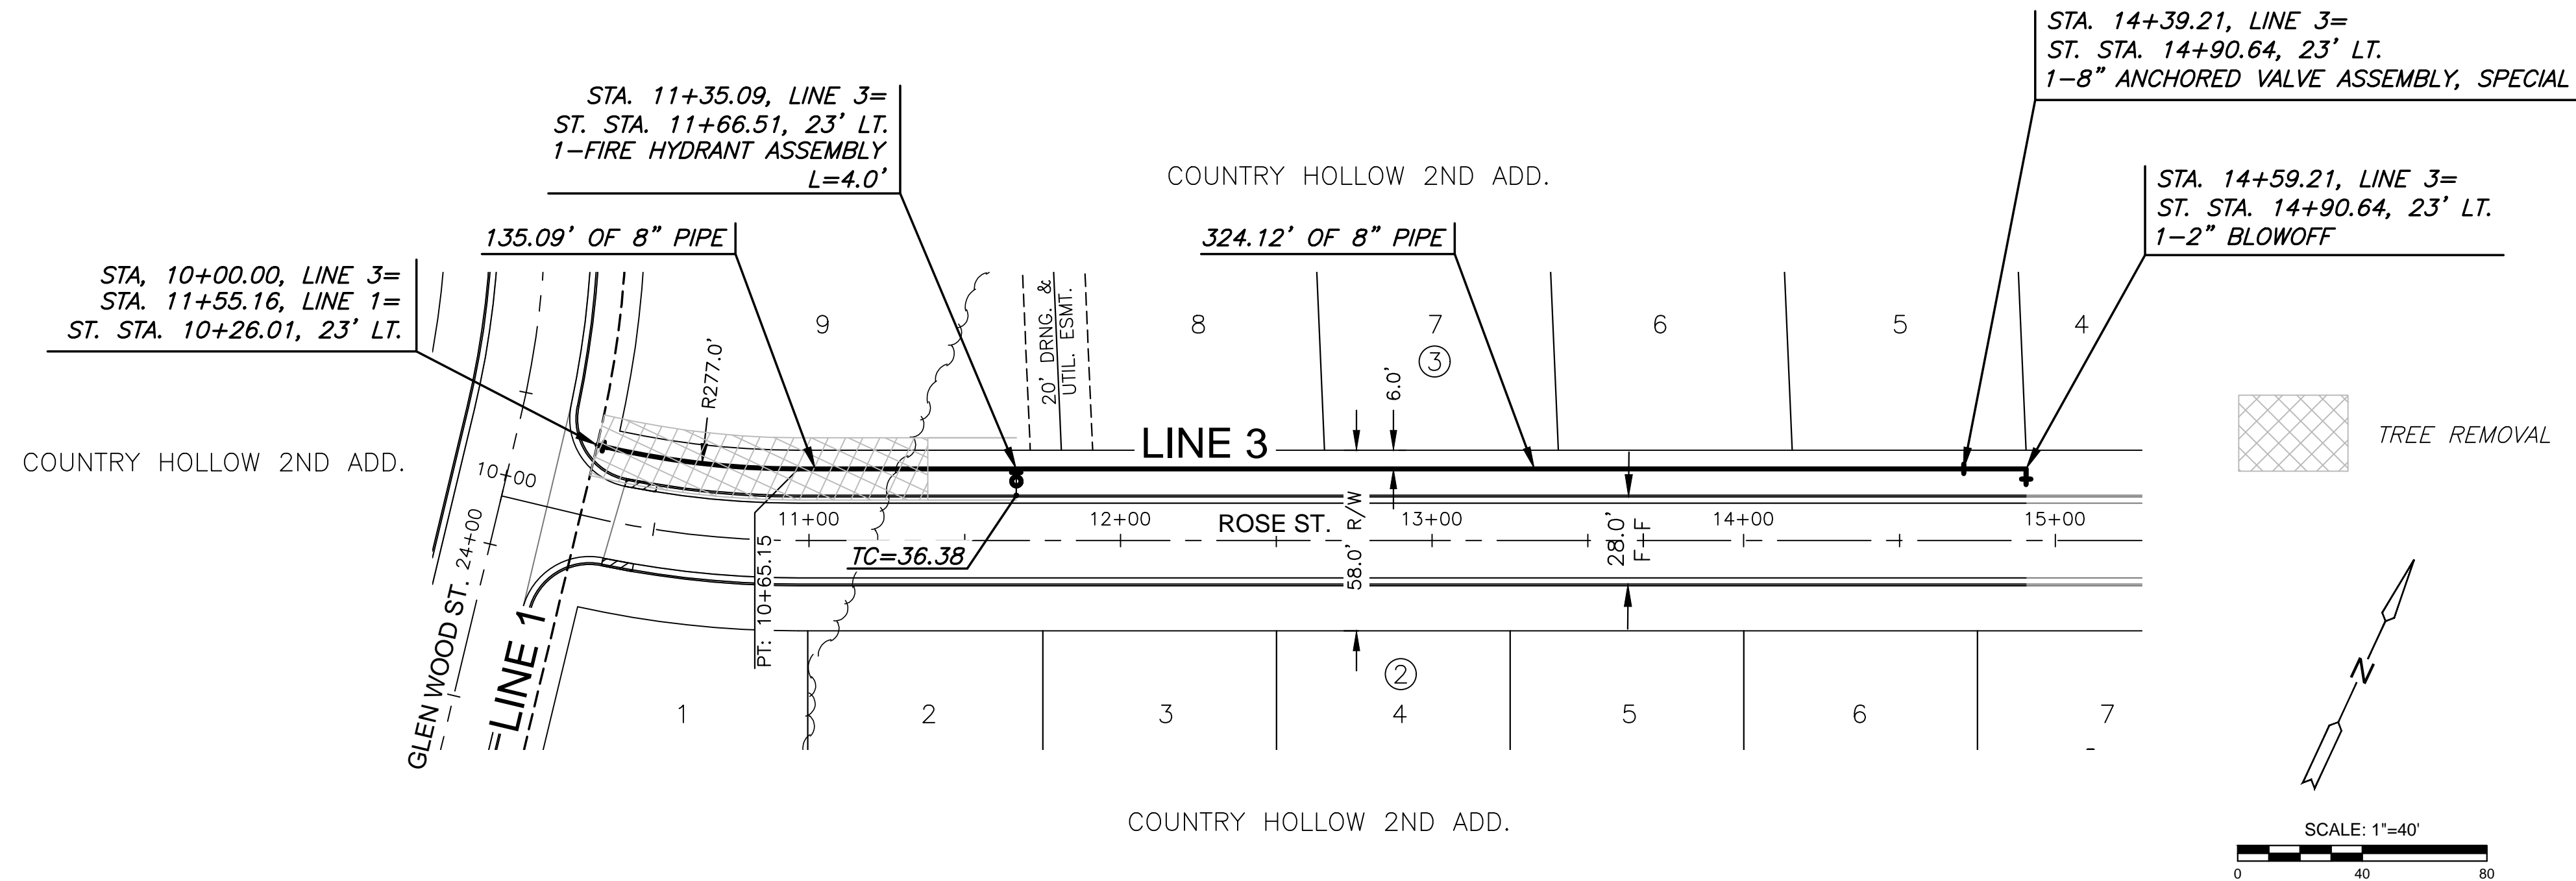 STA. 14+39.21, LINE 3=
ST. STA. 14+90.64, 23' LT.
1-8" ANCHORED VALVE ASSEMBLY, SPECIAL
STA. 11+35.09, LINE 3=
ST. STA. 11+66.51, 23' LT.
1-FIRE HYDRANT ASSEMBLY
L=4.0'
COUNTRY HOLLOW 2ND ADD.
STA. 14+59.21, LINE 3=
ST. STA. 14+90.64, 23' LT.
1-2" BLOWOFF
135.09' OF 8" PIPE
324.12' OF 8" PIPE
STA, 10+00.00, LINE 3=
STA. 11+55.16, LINE 1=
ST. STA. 10+26.01, 23' LT.
9
20' DRNG. &
UTIL. ESMT.
8
7
3
6
5
4
R277.0'
6.0'
LINE 3
TREE REMOVAL
COUNTRY HOLLOW 2ND ADD.
10+00
11+00
12+00
ROSE ST.
13+00
14+00
15+00
TC=36.38
58.0' R/W
28.0'
F-F
PT: 10+65.15
GLEN WOOD ST.
24+00
LINE 1
1
2
3
2
4
5
6
7
N
COUNTRY HOLLOW 2ND ADD.
SCALE: 1"=40'
0 40 80